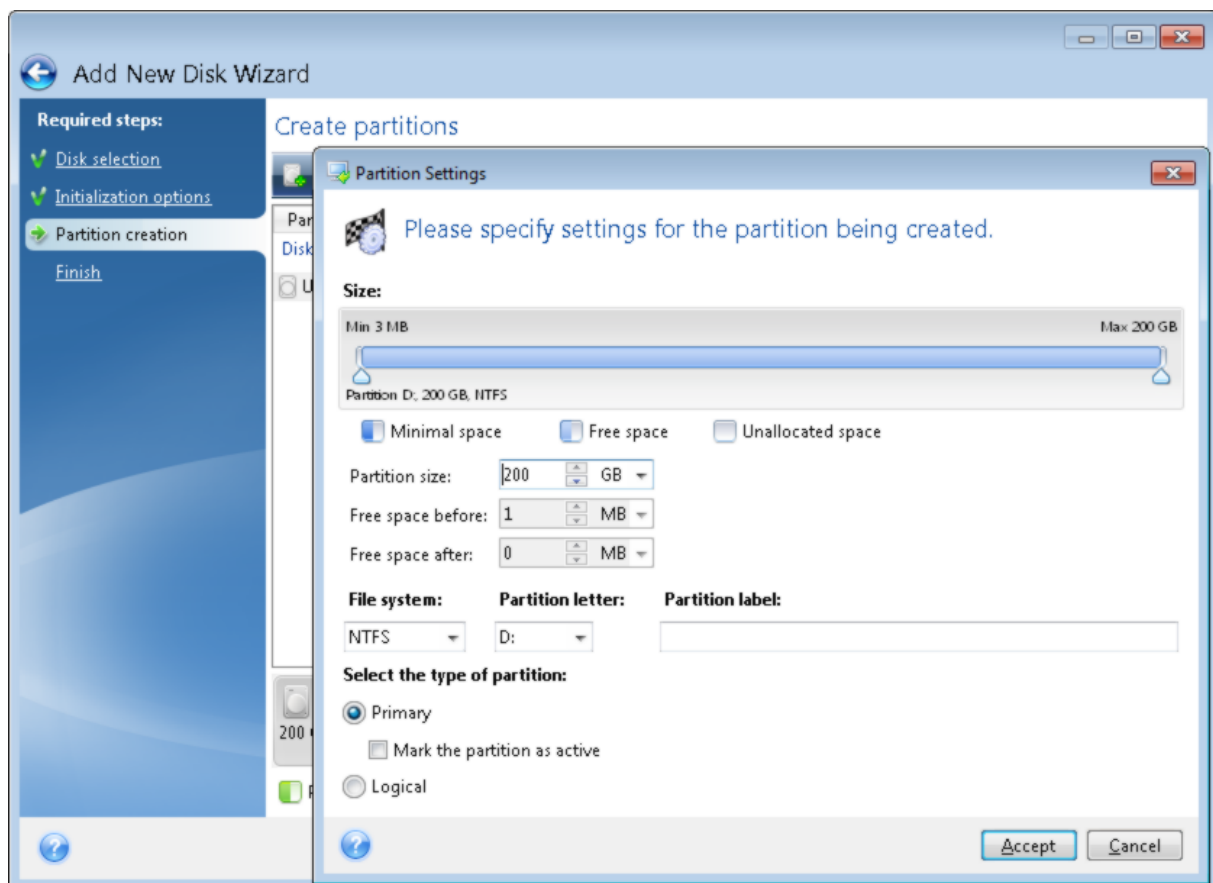 Add New Disk Wizard
Required steps:
Disk selection
Initialization options
Partition creation
Finish
Create partitions
Disk
200
Partition Settings
Please specify settings for the partition being created.
Size:
Min 3 MB Max 200 GB
Partition D:, 200 GB, NTFS
Minimal space Free space Unallocated space
Partition size: 200 GB
Free space before: 1 MB
Free space after: 0 MB
File system: Partition letter: Partition label:
NTFS D:
Select the type of partition:
Primary
Mark the partition as active
Logical
Accept Cancel